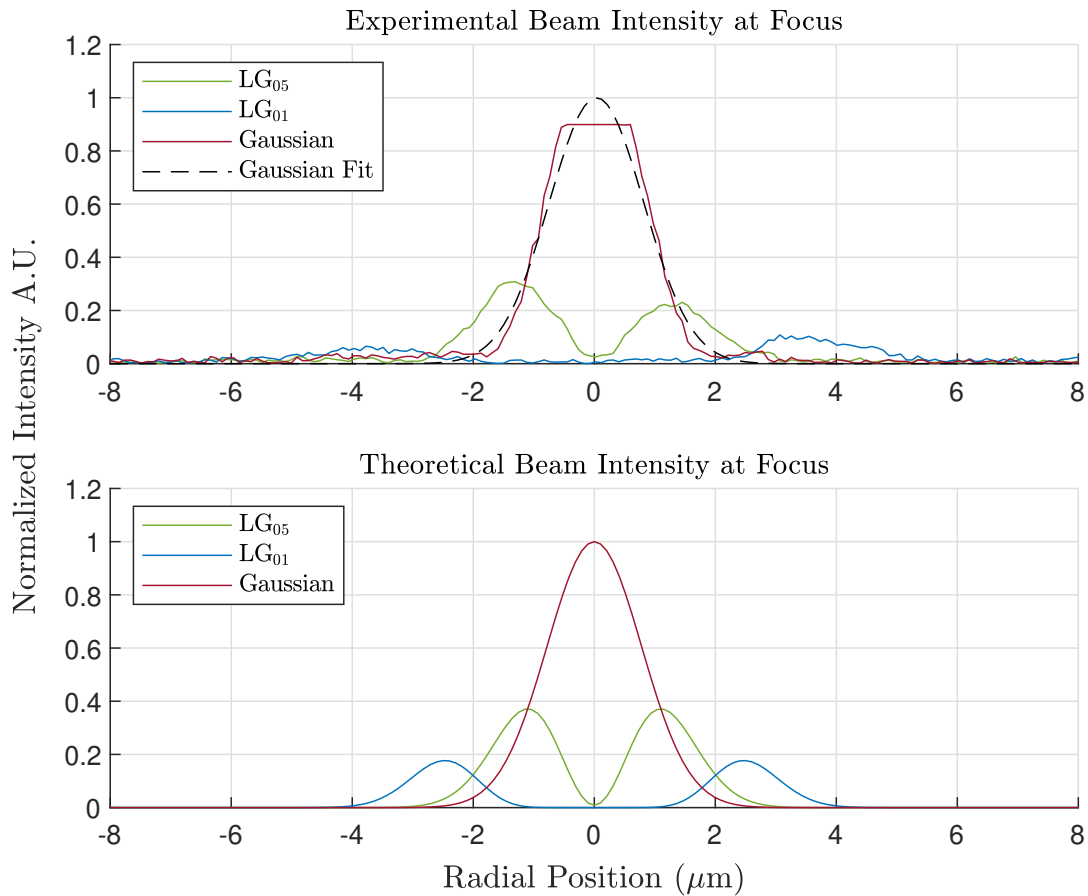 Experimental Beam Intensity at Focus
1.2
1
0.8
0.6
0.4
0.2
0
LG₀₅
LG₀₁
Gaussian
Gaussian Fit
-8 -6 -4 -2 0 2 4 6 8
Normalized Intensity A.U.
Theoretical Beam Intensity at Focus
1.2
1
0.8
0.6
0.4
0.2
0
LG₀₅
LG₀₁
Gaussian
-8 -6 -4 -2 0 2 4 6 8
Radial Position (μm)